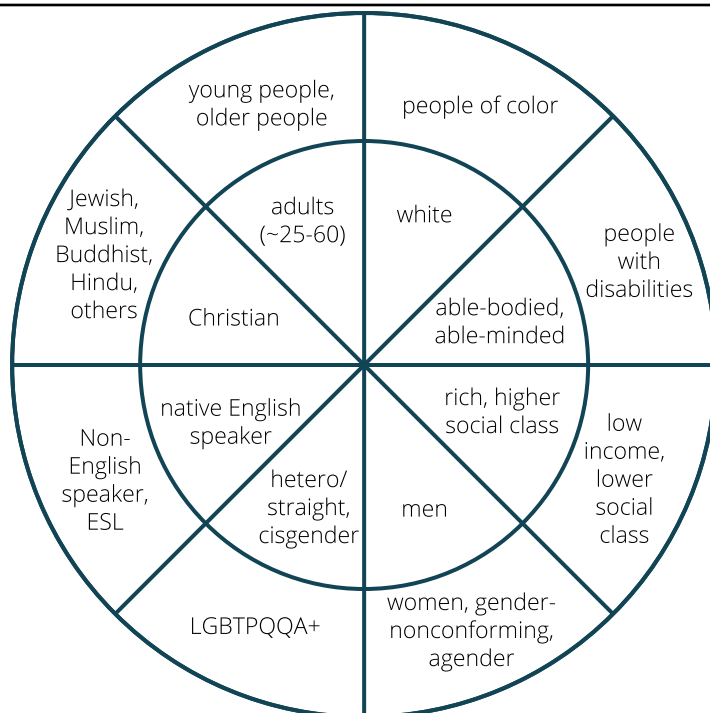 young people,
older people
people of color
adults
(~25-60)
white
Jewish,
Muslim,
Buddhist,
Hindu,
others
people
with
disabilities
Christian
able-bodied,
able-minded
native English
speaker
rich, higher
social class
Non-
English
speaker,
ESL
low
income,
lower
social
class
hetero/
straight,
cisgender
men
LGBTPQQA+
women, gender-
nonconforming,
agender